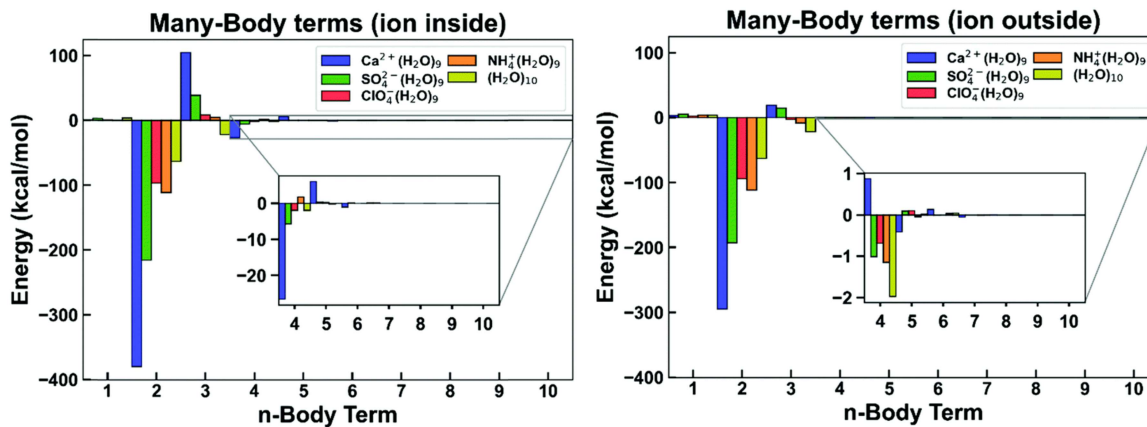 Many-Body terms (ion inside)
Energy (kcal/mol)
100
0
−100
−200
−300
−400
Ca²⁺(H₂O)₉
SO₄²⁻(H₂O)₉
ClO₄⁻(H₂O)₉
NH₄⁺(H₂O)₉
(H₂O)₁₀
0
−10
−20
4 5 6 7 8 9 10
1 2 3 4 5 6 7 8 9 10
n-Body Term
Many-Body terms (ion outside)
Energy (kcal/mol)
100
0
−100
−200
−300
−400
Ca²⁺(H₂O)₉
SO₄²⁻(H₂O)₉
ClO₄⁻(H₂O)₉
NH₄⁺(H₂O)₉
(H₂O)₁₀
1
0
−1
−2
4 5 6 7 8 9 10
1 2 3 4 5 6 7 8 9 10
n-Body Term